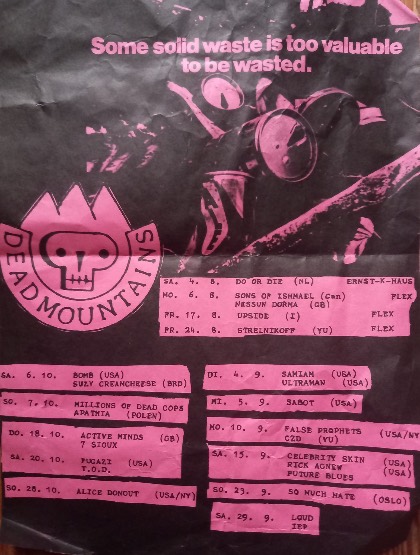 Some solid waste is too valuable
to be wasted.
DEAD MOUNTAINS
SA. 4. 8. DO OR DIE (NL) ERNST-K-HAUS
MO. 6. 8. SONS OF ISHMAEL (Can) FLEX
NESSUN DORMA (GB)
FR. 17. 8. UPSIDE (I) FLEX
FR. 24. 8. STRELNIKOFF (YU) FLEX
SA. 6. 10. BOMB (USA)
SUZY CREAMCHEESE (BRD)
SO. 7. 10. MILLIONS OF DEAD COPS
APATHIA (POLEN)
DO. 18. 10. ACTIVE MINDS (GB)
7 SIOUX
SA. 20. 10. FUGAZI (USA)
T.O.D.
SO. 28. 10. ALICE DONOUT (USA/NY)
DI. 4. 9. SAMIAM (USA)
ULTRAMAN (USA)
MI. 5. 9. SABOT (USA)
MO. 10. 9. FALSE PROPHETS (USA/NY
CZD (YU)
SA. 15. 9. CELEBRITY SKIN (USA)
RICK AGNEW (USA)
FUTURE BLUES
SO. 23. 9. SO MUCH HATE (OSLO)
SA. 29. 9. LOUD
IEP